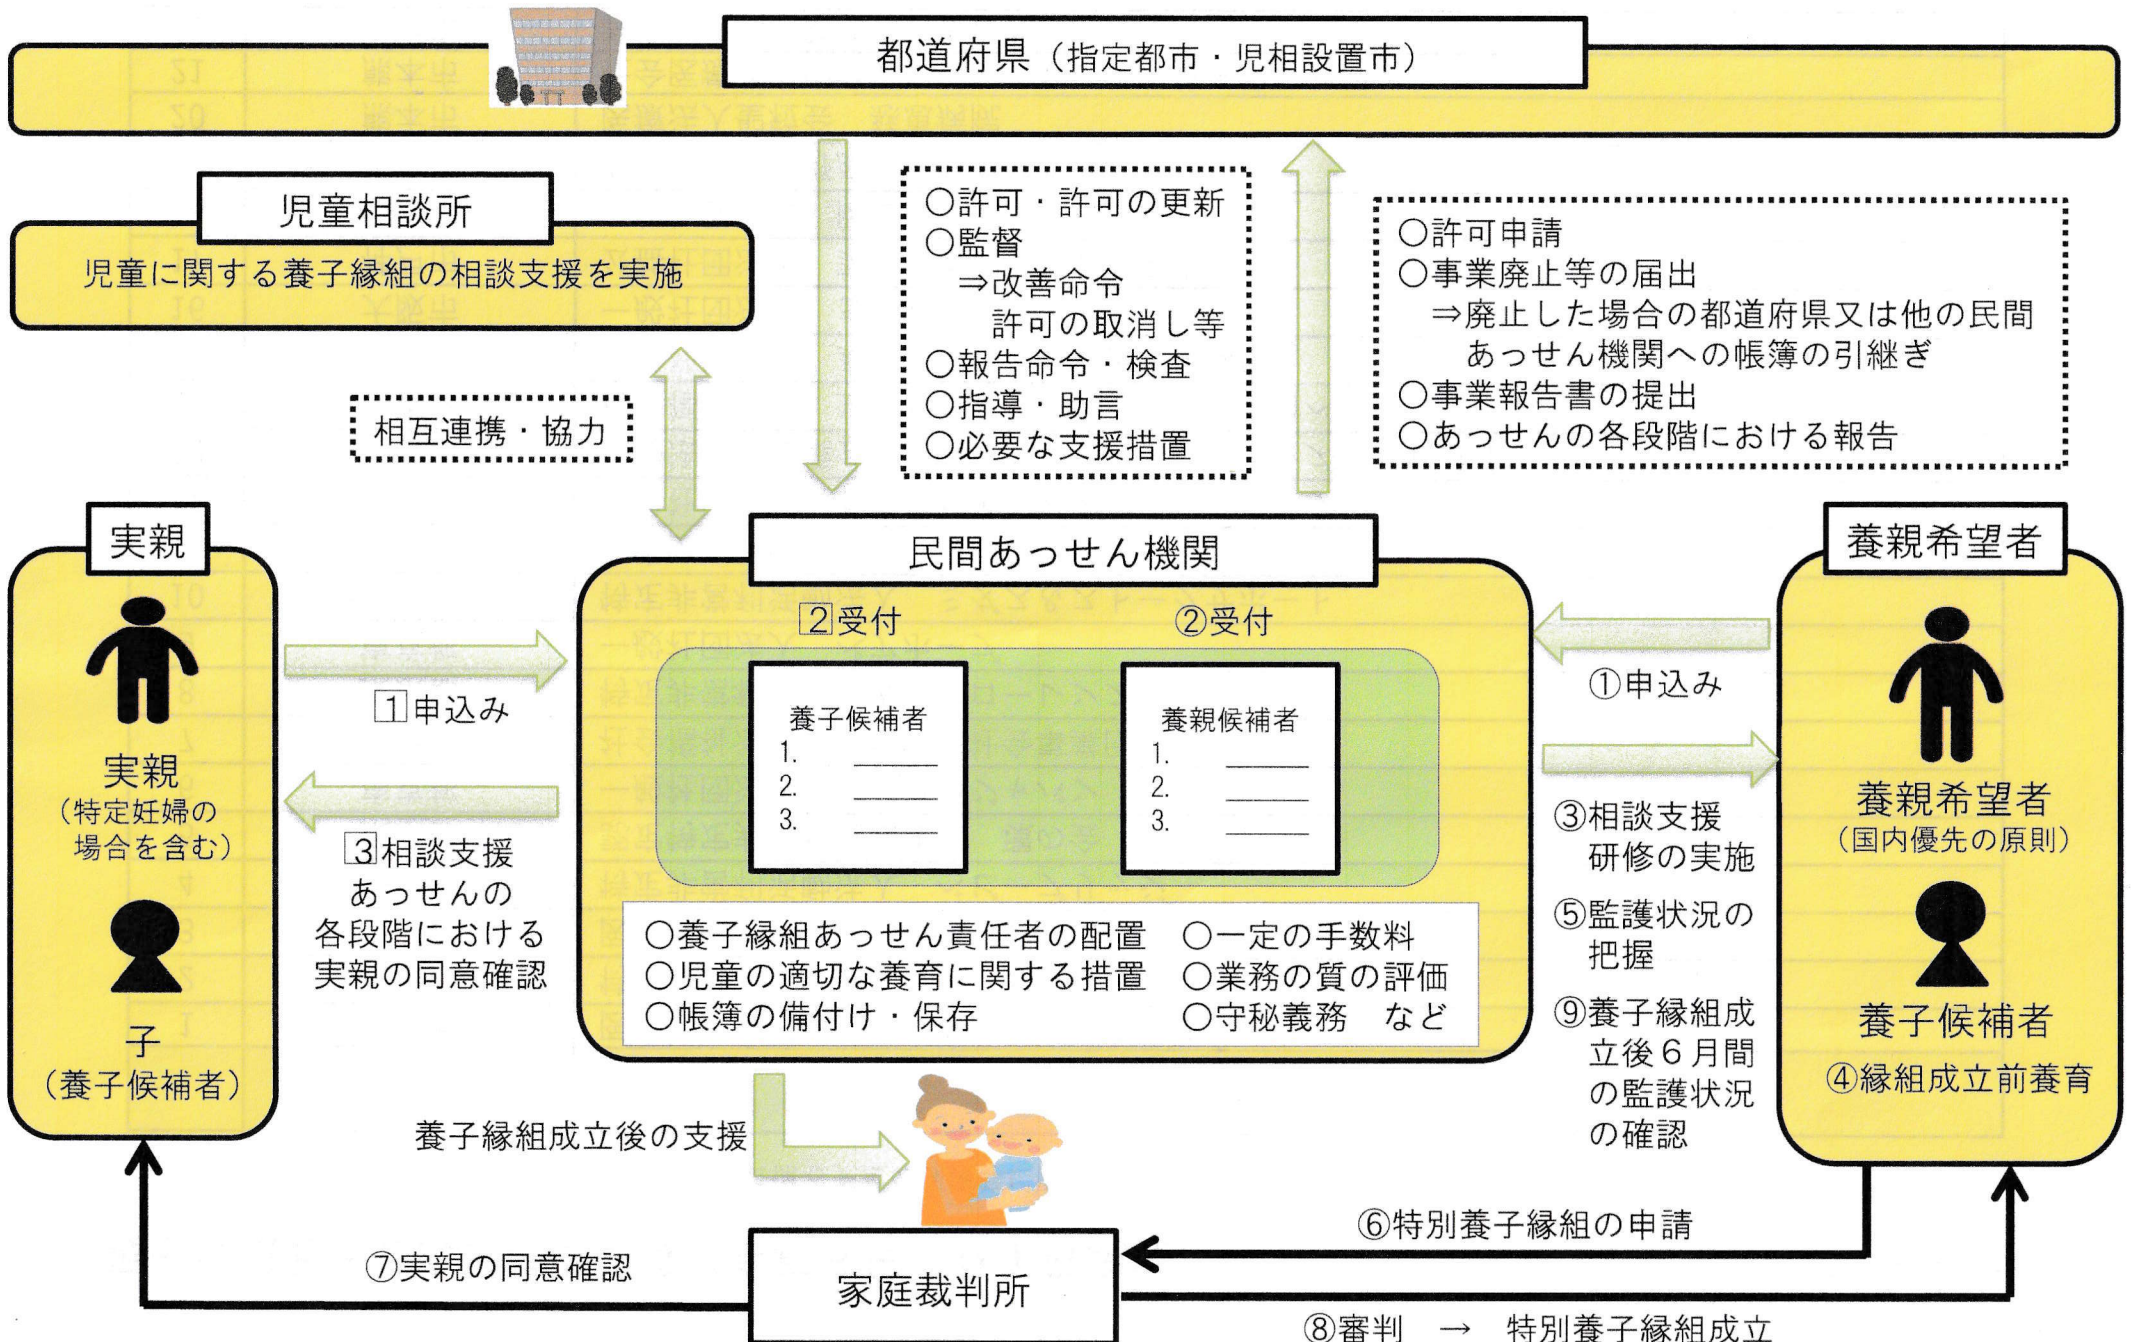 都道府県（指定都市・児相設置市）
児童相談所
児童に関する養子縁組の相談支援を実施
相互連携・協力
○許可・許可の更新
○監督
⇒改善命令
許可の取消し等
○報告命令・検査
○指導・助言
○必要な支援措置
○許可申請
○事業廃止等の届出
⇒廃止した場合の都道府県又は他の民間
あっせん機関への帳簿の引継ぎ
○事業報告書の提出
○あっせんの各段階における報告
実親
実親
（特定妊婦の
場合を含む）
子
（養子候補者）
1申込み
3相談支援
あっせんの
各段階における
実親の同意確認
民間あっせん機関
2受付
②受付
養子候補者
1.
2.
3.
養親候補者
1.
2.
3.
○養子縁組あっせん責任者の配置
○児童の適切な養育に関する措置
○帳簿の備付け・保存
○一定の手数料
○業務の質の評価
○守秘義務　など
①申込み
③相談支援
研修の実施
⑤監護状況の
把握
⑨養子縁組成
立後６月間
の監護状況
の確認
養親希望者
養親希望者
（国内優先の原則）
養子候補者
④縁組成立前養育
養子縁組成立後の支援
⑥特別養子縁組の申請
⑦実親の同意確認
家庭裁判所
⑧審判　→　特別養子縁組成立